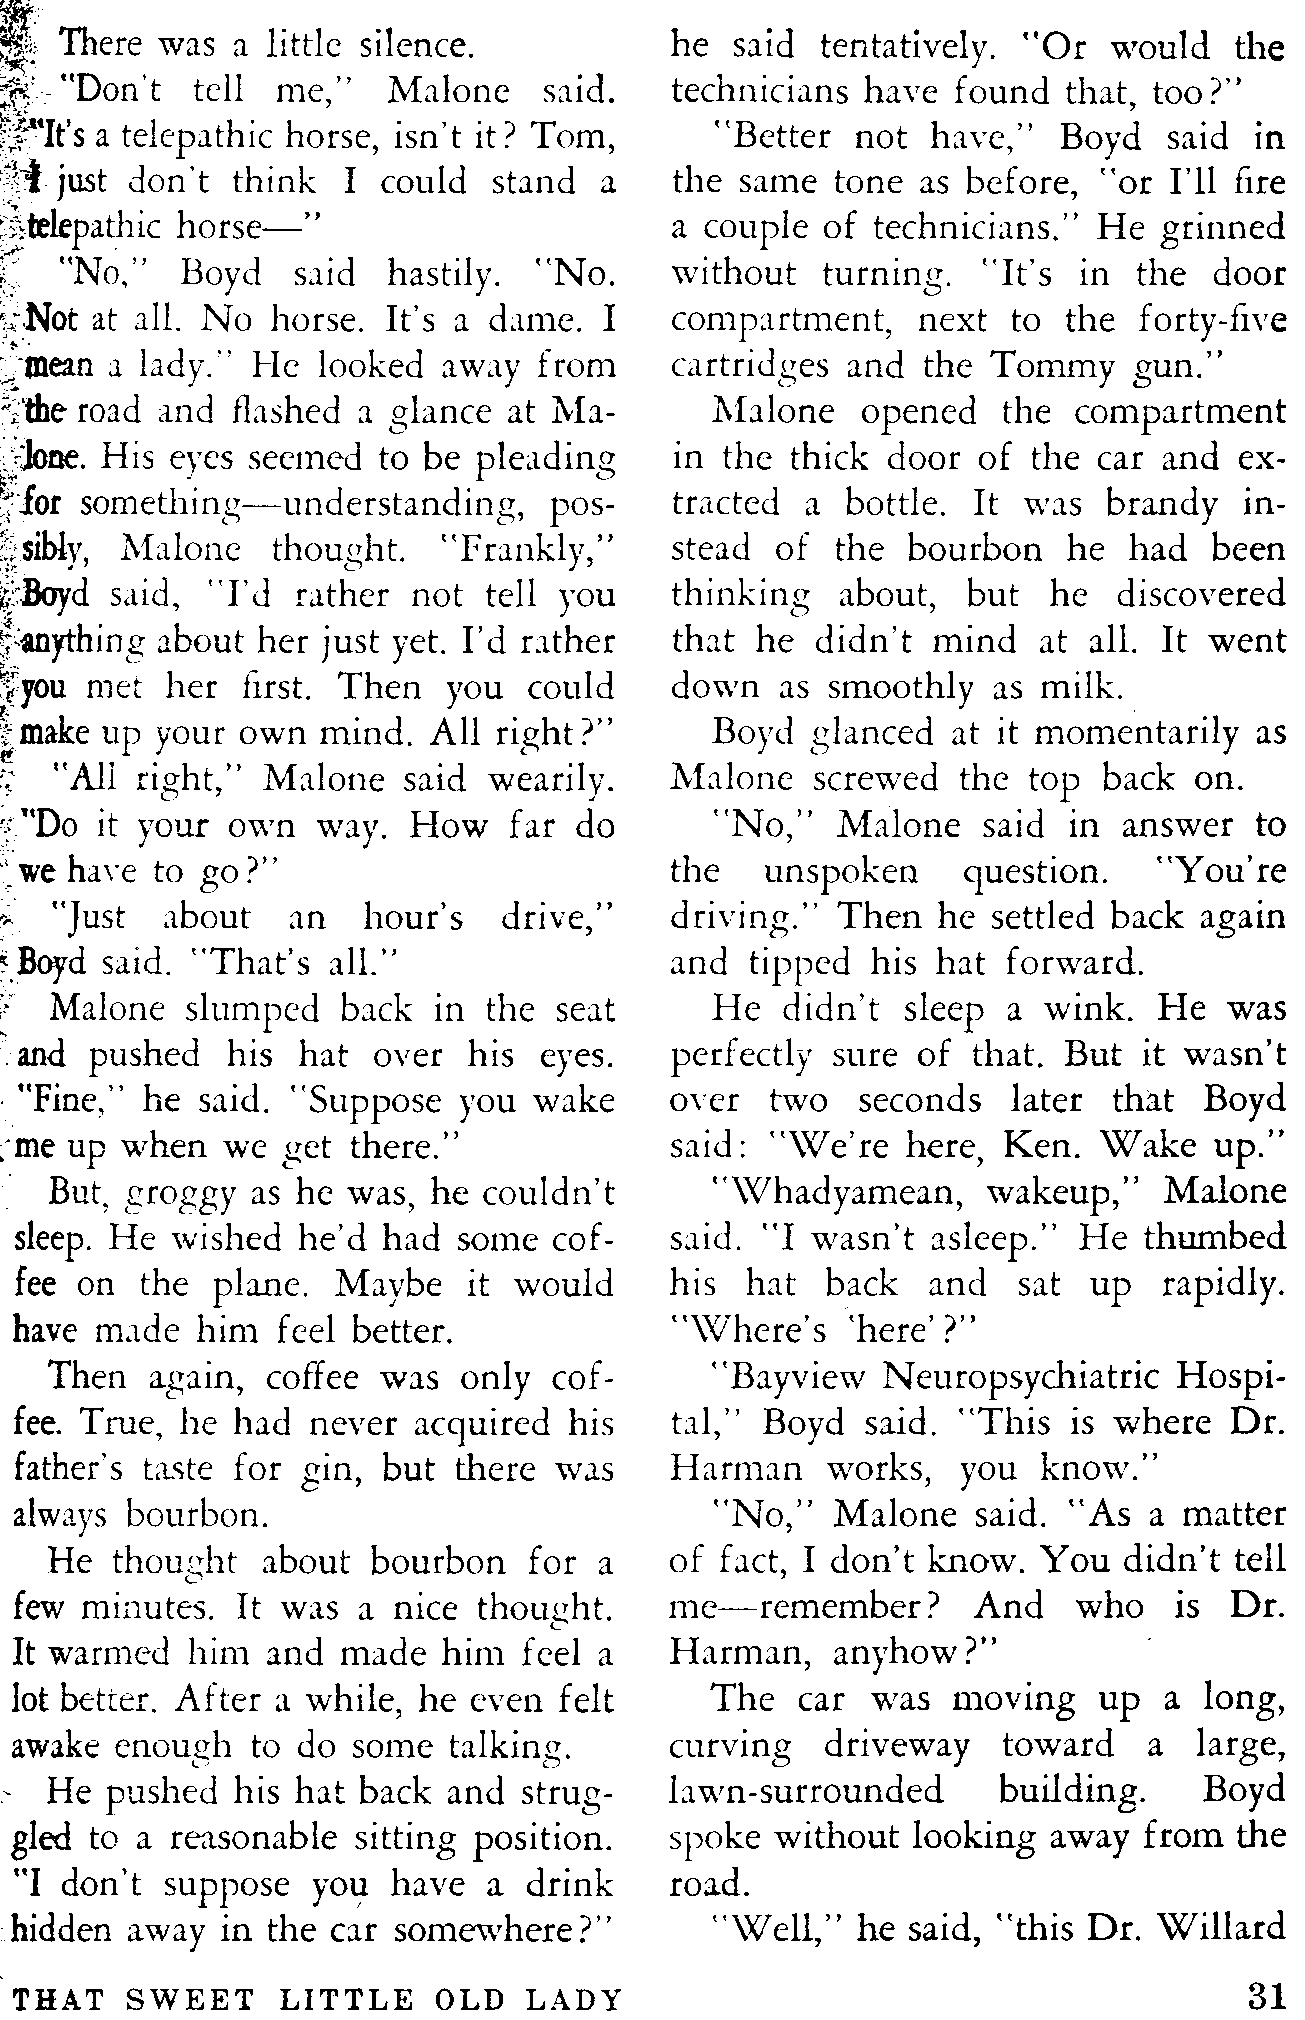 There was a little silence.
"Don't tell me," Malone said.
"It's a telepathic horse, isn't it? Tom,
I just don't think I could stand a
telepathic horse—"
"No," Boyd said hastily. "No.
Not at all. No horse. It's a dame. I
mean a lady." He looked away from
the road and flashed a glance at Ma-
lone. His eyes seemed to be pleading
for something—understanding, pos-
sibly, Malone thought. "Frankly,"
Boyd said, "I'd rather not tell you
anything about her just yet. I'd rather
you met her first. Then you could
make up your own mind. All right?"
"All right," Malone said wearily.
"Do it your own way. How far do
we have to go?"
"Just about an hour's drive,"
Boyd said. "That's all."
Malone slumped back in the seat
and pushed his hat over his eyes.
"Fine," he said. "Suppose you wake
me up when we get there."
But, groggy as he was, he couldn't
sleep. He wished he'd had some cof-
fee on the plane. Maybe it would
have made him feel better.
Then again, coffee was only cof-
fee. True, he had never acquired his
father's taste for gin, but there was
always bourbon.
He thought about bourbon for a
few minutes. It was a nice thought.
It warmed him and made him feel a
lot better. After a while, he even felt
awake enough to do some talking.
He pushed his hat back and strug-
gled to a reasonable sitting position.
"I don't suppose you have a drink
hidden away in the car somewhere?"
he said tentatively. "Or would the
technicians have found that, too?"
"Better not have," Boyd said in
the same tone as before, "or I'll fire
a couple of technicians." He grinned
without turning. "It's in the door
compartment, next to the forty-five
cartridges and the Tommy gun."
Malone opened the compartment
in the thick door of the car and ex-
tracted a bottle. It was brandy in-
stead of the bourbon he had been
thinking about, but he discovered
that he didn't mind at all. It went
down as smoothly as milk.
Boyd glanced at it momentarily as
Malone screwed the top back on.
"No," Malone said in answer to
the unspoken question. "You're
driving." Then he settled back again
and tipped his hat forward.
He didn't sleep a wink. He was
perfectly sure of that. But it wasn't
over two seconds later that Boyd
said: "We're here, Ken. Wake up."
"Whadyamean, wakeup," Malone
said. "I wasn't asleep." He thumbed
his hat back and sat up rapidly.
"Where's 'here'?"
"Bayview Neuropsychiatric Hospi-
tal," Boyd said. "This is where Dr.
Harman works, you know."
"No," Malone said. "As a matter
of fact, I don't know. You didn't tell
me—remember? And who is Dr.
Harman, anyhow?"
The car was moving up a long,
curving driveway toward a large,
lawn-surrounded building. Boyd
spoke without looking away from the
road.
"Well," he said, "this Dr. Willard
THAT SWEET LITTLE OLD LADY 31